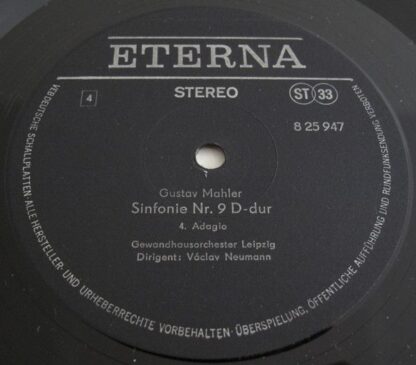 ETERNA
4
STEREO
ST 33
8 25 947
Gustav Mahler
Sinfonie Nr. 9 D-dur
4. Adagio
Gewandhausorchester Leipzig
Dirigent: Václav Neumann
VEB DEUTSCHE SCHALLPLATTEN · ALLE HERSTELLER- UND URHEBERRECHTE VORBEHALTEN · ÜBERSPIELUNG, ÖFFENTLICHE AUFFÜHRUNG UND RUNDFUNKSENDUNG VERBOTEN